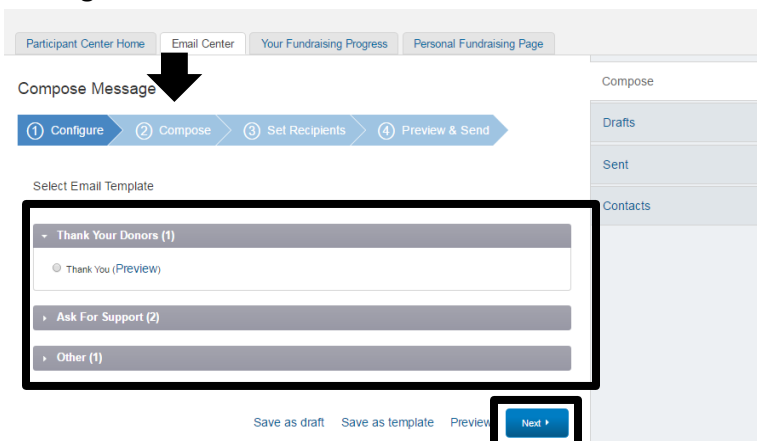 Participant Center Home Email Center Your Fundraising Progress Personal Fundraising Page
Compose Message
Compose
1 Configure 2 Compose 3 Set Recipients 4 Preview & Send
Drafts
Sent
Select Email Template
Contacts
Thank Your Donors (1)
Thank You (Preview)
Ask For Support (2)
Other (1)
Save as draft Save as template Preview Next